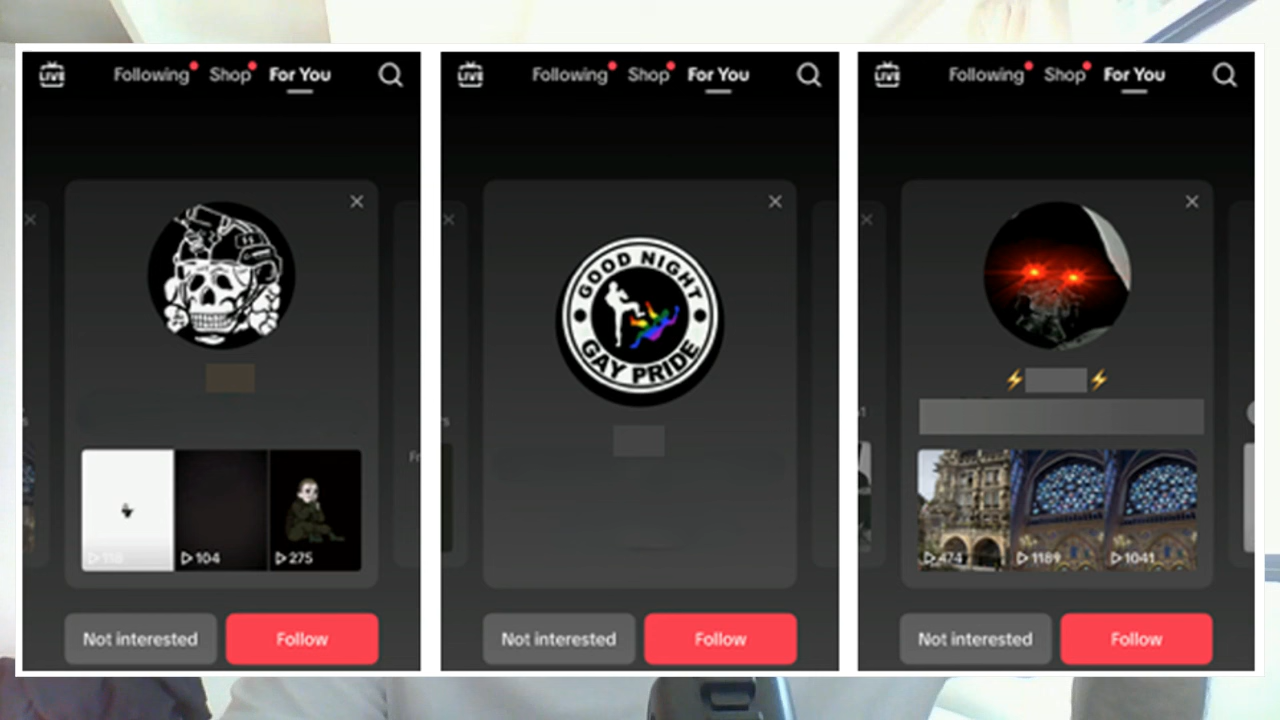 LIVE
Following
Shop
For You
104
275
Not interested
Follow
LIVE
Following
Shop
For You
GOOD NIGHT
GAY PRIDE
Not interested
Follow
LIVE
Following
Shop
For You
474
1189
1041
Not interested
Follow